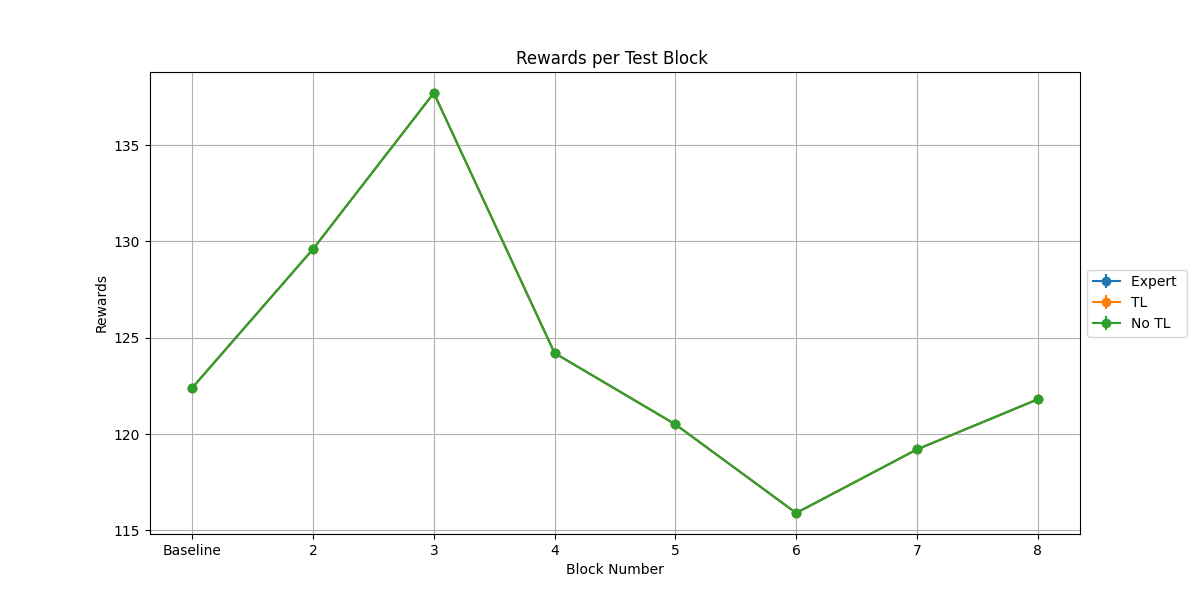 Rewards per Test Block
135
130
125
120
115
Rewards
Baseline 2 3 4 5 6 7 8
Block Number
Expert
TL
No TL